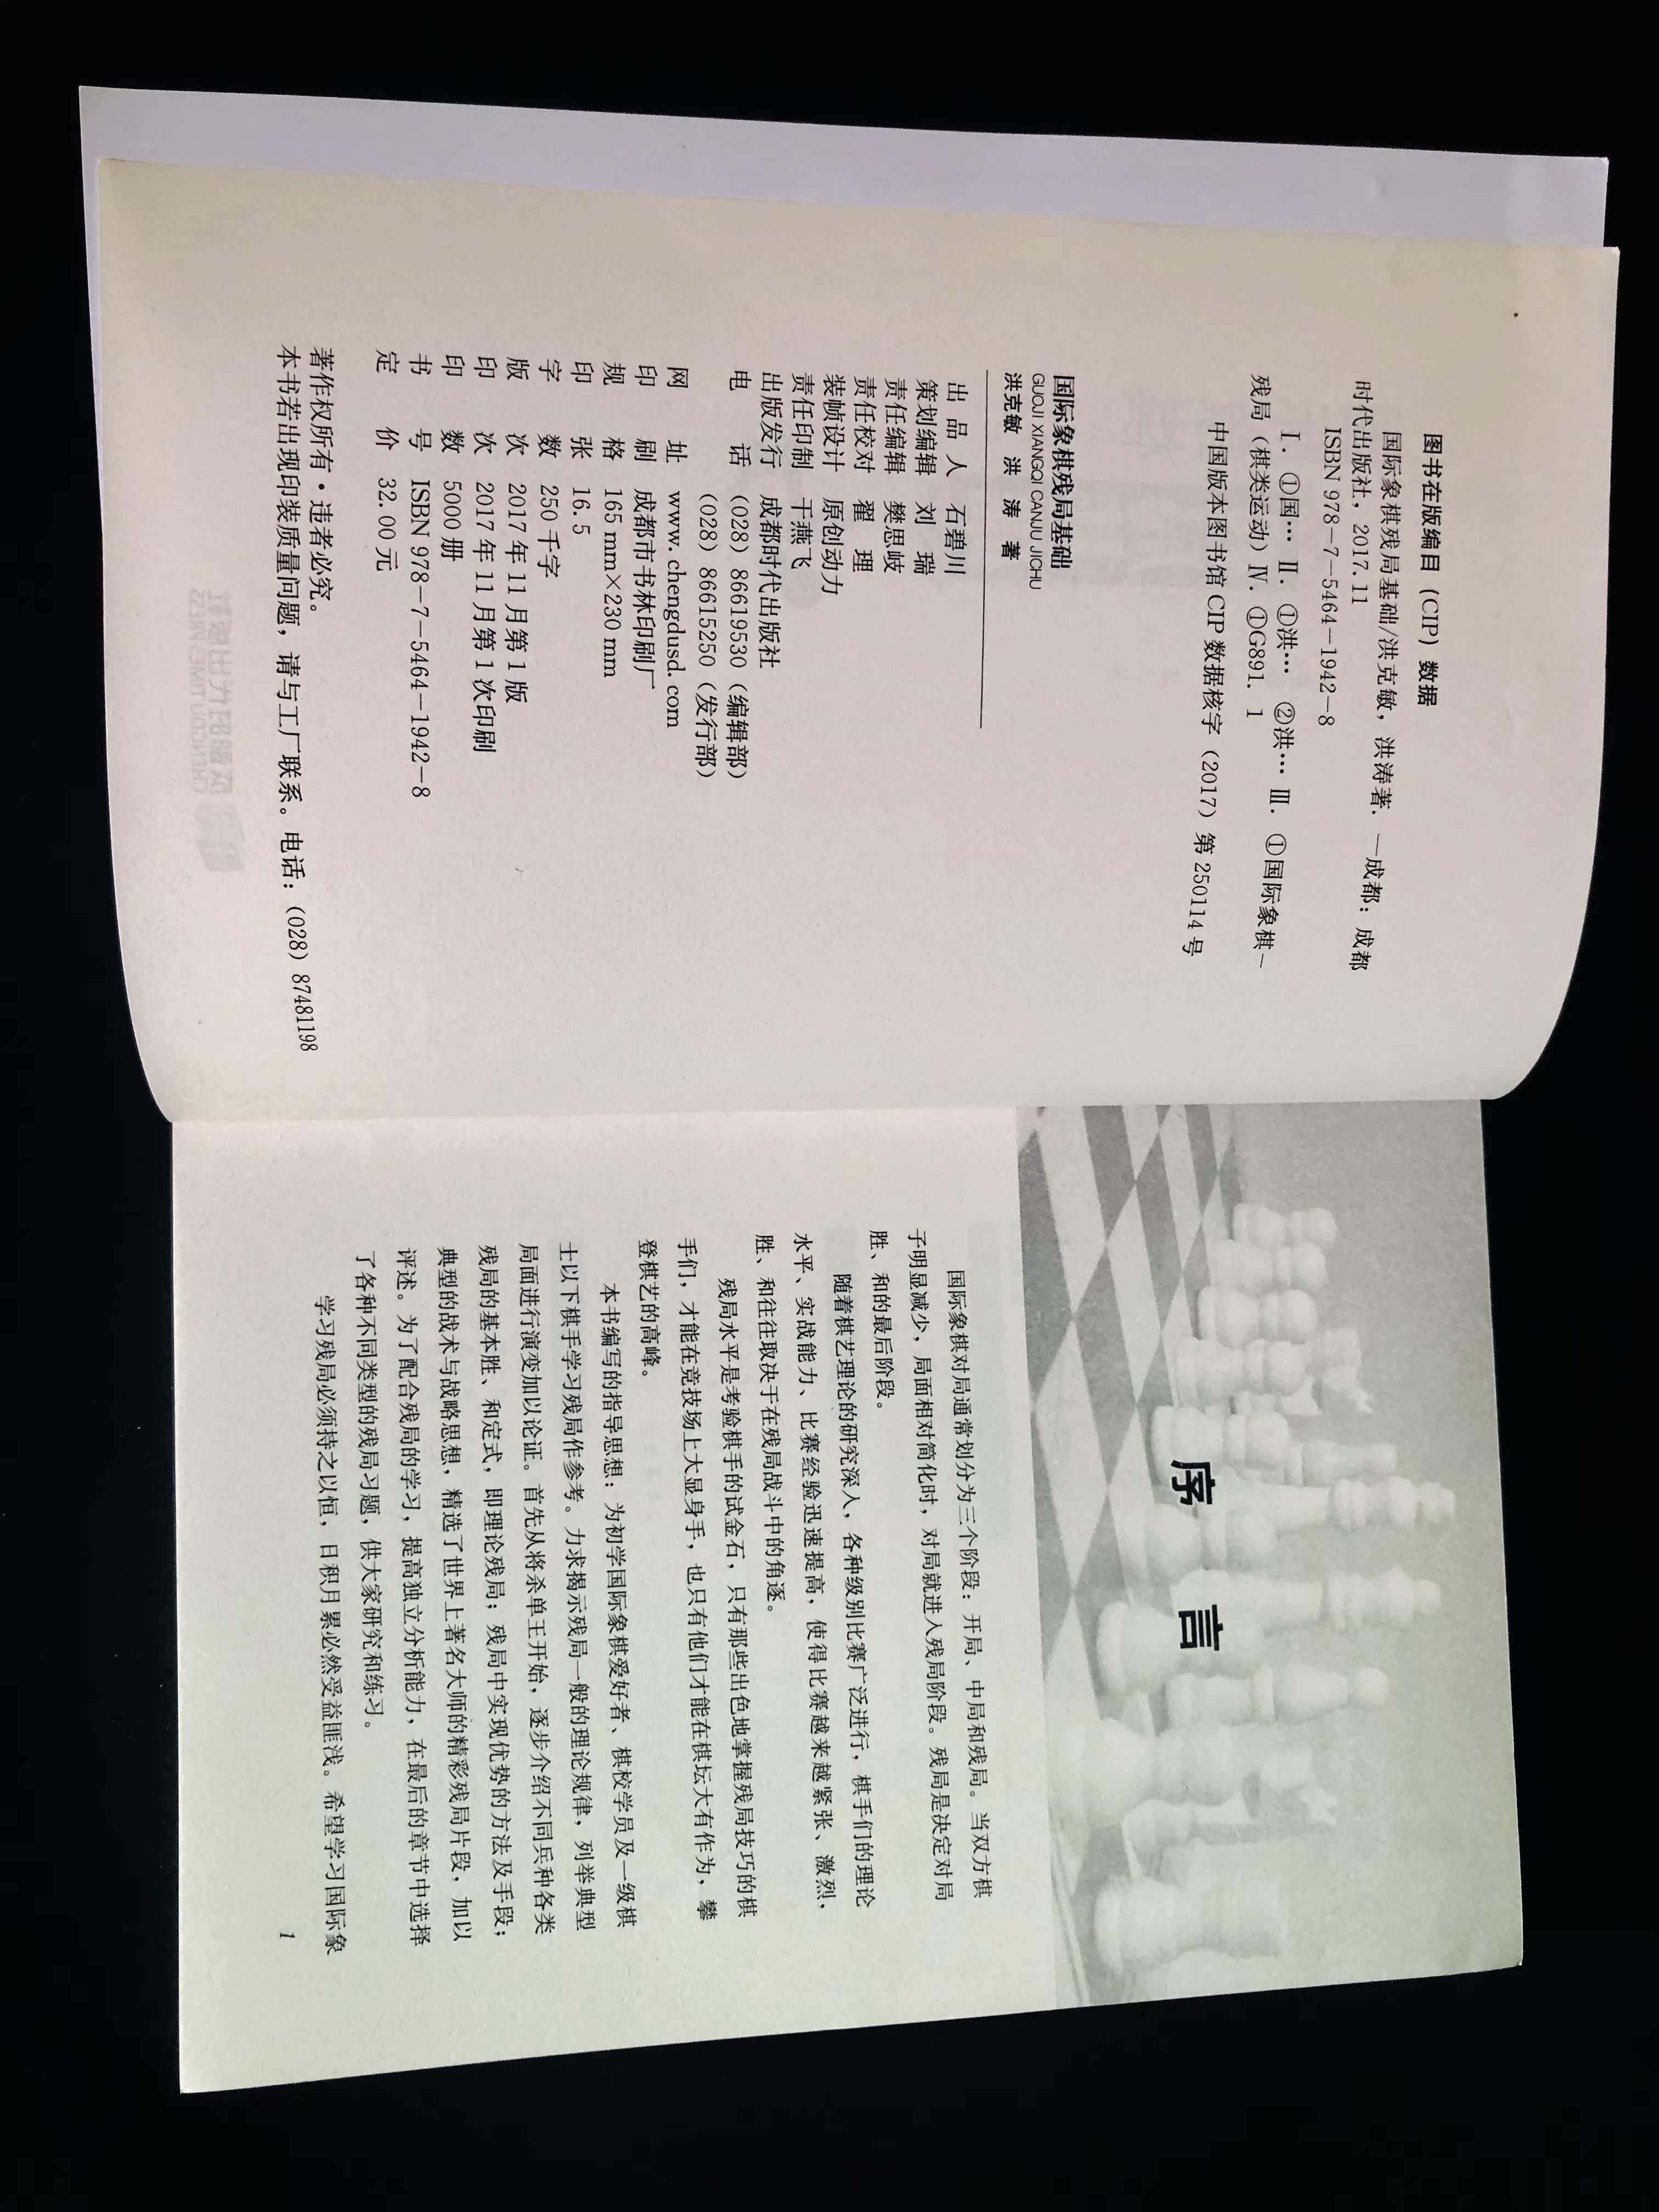 图书在版编目（CIP）数据
国际象棋残局基础/洪克敏，洪涛著．—成都：成都
时代出版社，2017.11
ISBN 978-7-5464-1942-8
Ⅰ．①国… Ⅱ．①洪… ②洪… Ⅲ．①国际象棋－
残局（棋类运动）Ⅳ．①G891.1
中国版本图书馆 CIP 数据核字（2017）第 250114 号
国际象棋残局基础
GUOJI XIANGQI CANJU JICHU
洪克敏 洪 涛 著
出 品 人 石碧川
策划编辑 刘 瑞
责任编辑 樊思岐
责任校对 翟 理
装帧设计 原创动力
责任印制 干燕飞
出版发行 成都时代出版社
电 话 （028）86619530（编辑部）
（028）86615250（发行部）
网 址 www.chengdusd.com
印 刷 成都市书林印刷厂
规 格 165 mm×230 mm
印 张 16.5
字 数 250 千字
版 次 2017 年 11 月第 1 版
印 次 2017 年 11 月第 1 次印刷
印 数 5000 册
书 号 ISBN 978-7-5464-1942-8
定 价 32.00 元
著作权所有·违者必究。
本书若出现印装质量问题，请与工厂联系。电话：（028）87481198
序 言
国际象棋对局通常划分为三个阶段：开局、中局和残局。当双方棋
子明显减少，局面相对简化时，对局就进入残局阶段。残局是决定对局
胜、和的最后阶段。
随着棋艺理论的研究深入，各种级别比赛广泛进行，棋手们的理论
水平、实战能力、比赛经验迅速提高，使得比赛越来越紧张、激烈，
胜、和往往取决于在残局战斗中的角逐。
残局水平是考验棋手的试金石，只有那些出色地掌握残局技巧的棋
手们，才能在竞技场上大显身手，也只有他们才能在棋坛大有作为，攀
登棋艺的高峰。
本书编写的指导思想：为初学国际象棋爱好者、棋校学员及一级棋
士以下棋手学习残局作参考。力求揭示残局一般的理论规律，列举典型
局面进行演变加以论证。首先从将杀单王开始，逐步介绍不同兵种各类
残局的基本胜、和定式，即理论残局；残局中实现优势的方法及手段；
典型的战术与战略思想，精选了世界上著名大师的精彩残局片段，加以
评述。为了配合残局的学习，提高独立分析能力，在最后的章节中选择
了各种不同类型的残局习题，供大家研究和练习。
学习残局必须持之以恒，日积月累必然受益匪浅。希望学习国际象
1